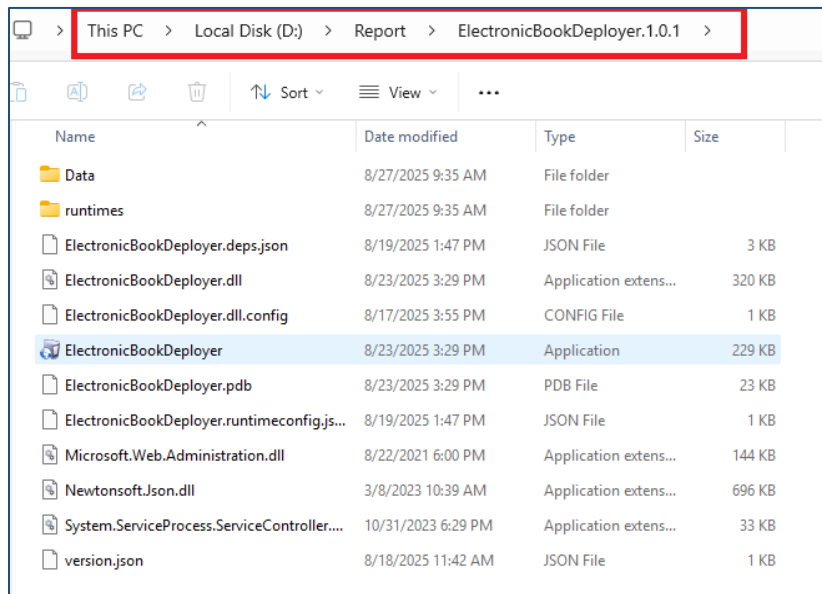 This PC > Local Disk (D:) > Report > ElectronicBookDeployer.1.0.1 >
Sort View ...
Name Date modified Type Size
Data 8/27/2025 9:35 AM File folder
runtimes 8/27/2025 9:35 AM File folder
ElectronicBookDeployer.deps.json 8/19/2025 1:47 PM JSON File 3 KB
ElectronicBookDeployer.dll 8/23/2025 3:29 PM Application extens... 320 KB
ElectronicBookDeployer.dll.config 8/17/2025 3:55 PM CONFIG File 1 KB
ElectronicBookDeployer 8/23/2025 3:29 PM Application 229 KB
ElectronicBookDeployer.pdb 8/23/2025 3:29 PM PDB File 23 KB
ElectronicBookDeployer.runtimeconfig.js... 8/19/2025 1:47 PM JSON File 1 KB
Microsoft.Web.Administration.dll 8/22/2021 6:00 PM Application extens... 144 KB
Newtonsoft.Json.dll 3/8/2023 10:39 AM Application extens... 696 KB
System.ServiceProcess.ServiceController.... 10/31/2023 6:29 PM Application extens... 33 KB
version.json 8/18/2025 11:42 AM JSON File 1 KB